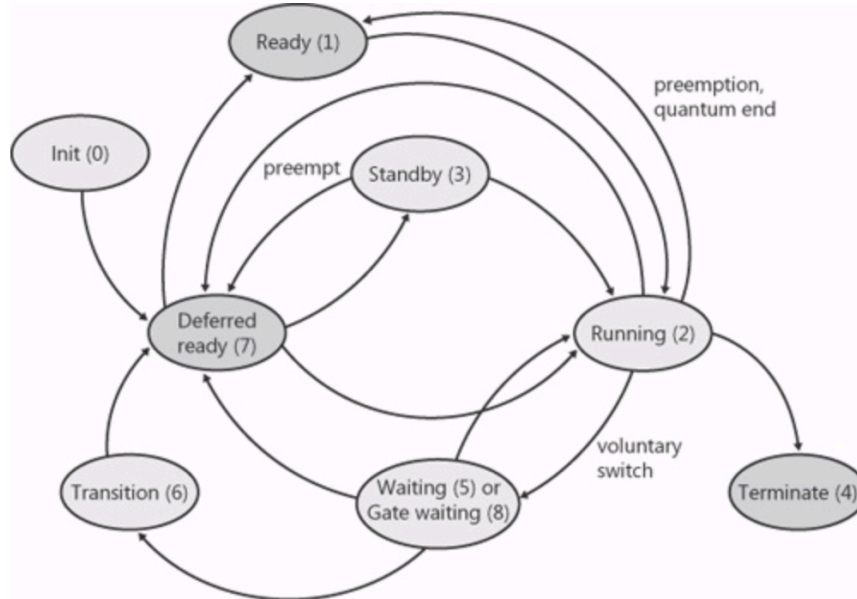 Ready (1)
preemption,
quantum end
Init (0)
preempt
Standby (3)
Deferred
ready (7)
Running (2)
voluntary
switch
Transition (6)
Waiting (5) or
Gate waiting (8)
Terminate (4)